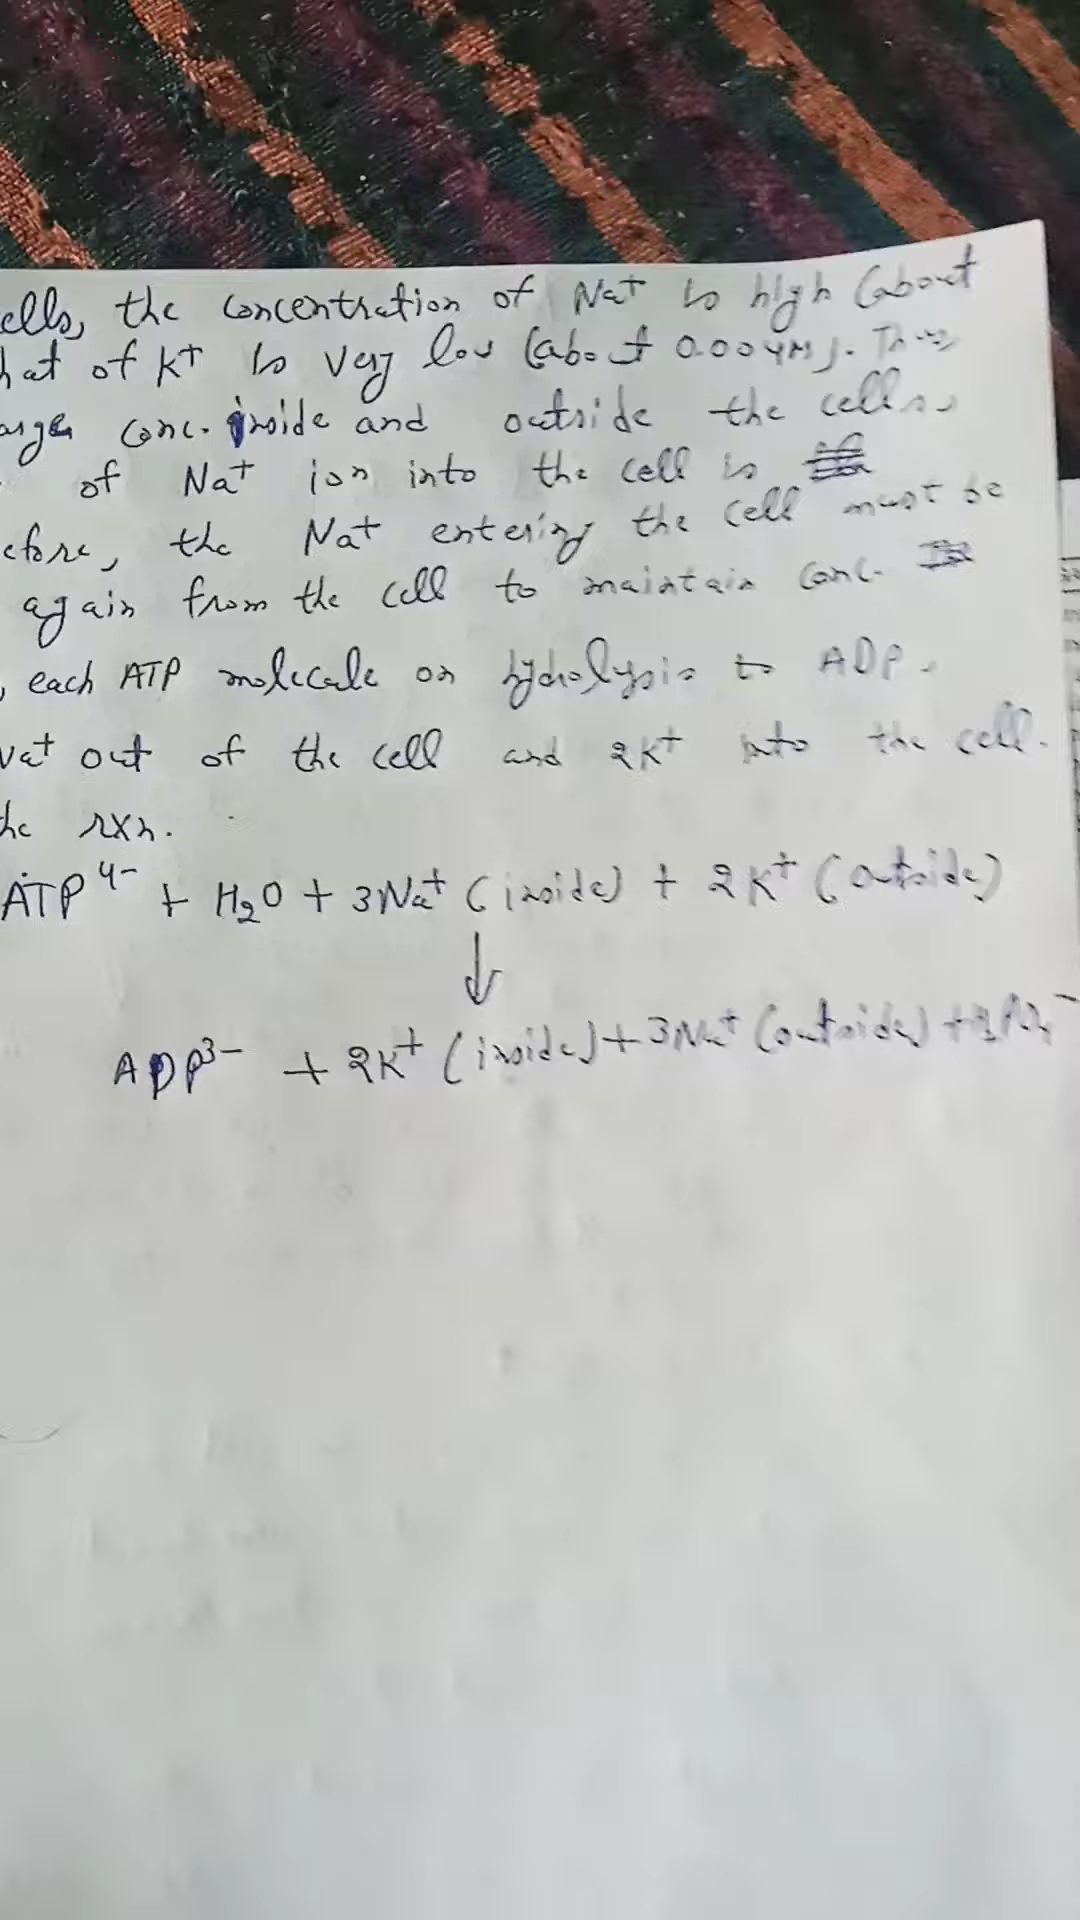 ells, the concentration of Na+ is high (about
hat of K+ is very low (about 0.004M). Thus
arge conc. inside and outside the cells,
of Na+ ion into the cell is
efore, the Na+ entering the cell must be
again from the cell to maintain conc.
, each ATP molecule on hydrolysis to ADP.
Na+ out of the cell and 2K+ into the cell.
he rxn.
ATP⁴⁻ + H₂O + 3Na⁺ (inside) + 2K⁺ (outside)
↓
ADP³⁻ + 2K⁺ (inside) + 3Na⁺ (outside) + H₂PO₄⁻